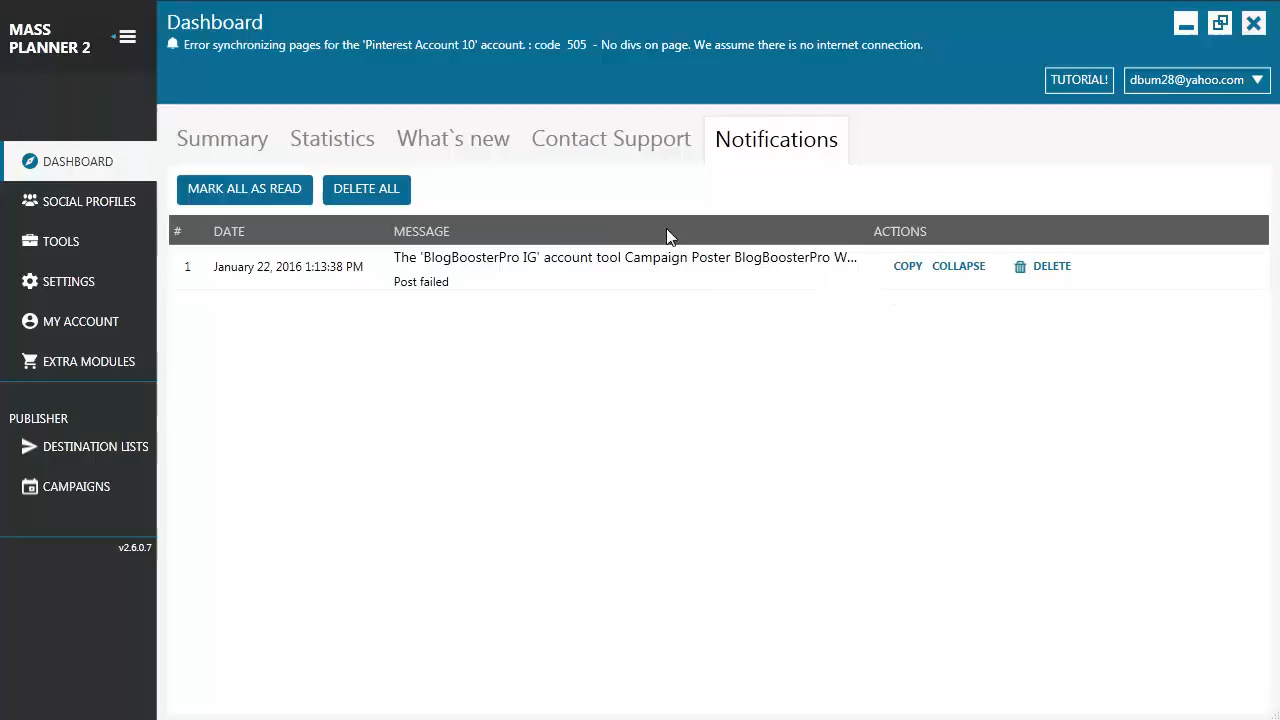 MASS
PLANNER 2
Dashboard
Error synchronizing pages for the 'Pinterest Account 10' account. : code 505 - No divs on page. We assume there is no internet connection.
TUTORIAL!
dbum28@yahoo.com
Summary
Statistics
What`s new
Contact Support
Notifications
DASHBOARD
SOCIAL PROFILES
TOOLS
SETTINGS
MY ACCOUNT
EXTRA MODULES
PUBLISHER
DESTINATION LISTS
CAMPAIGNS
v2.6.0.7
MARK ALL AS READ
DELETE ALL
# DATE MESSAGE ACTIONS
1 January 22, 2016 1:13:38 PM
The 'BlogBoosterPro IG' account tool Campaign Poster BlogBoosterPro W...
Post failed
COPY COLLAPSE DELETE